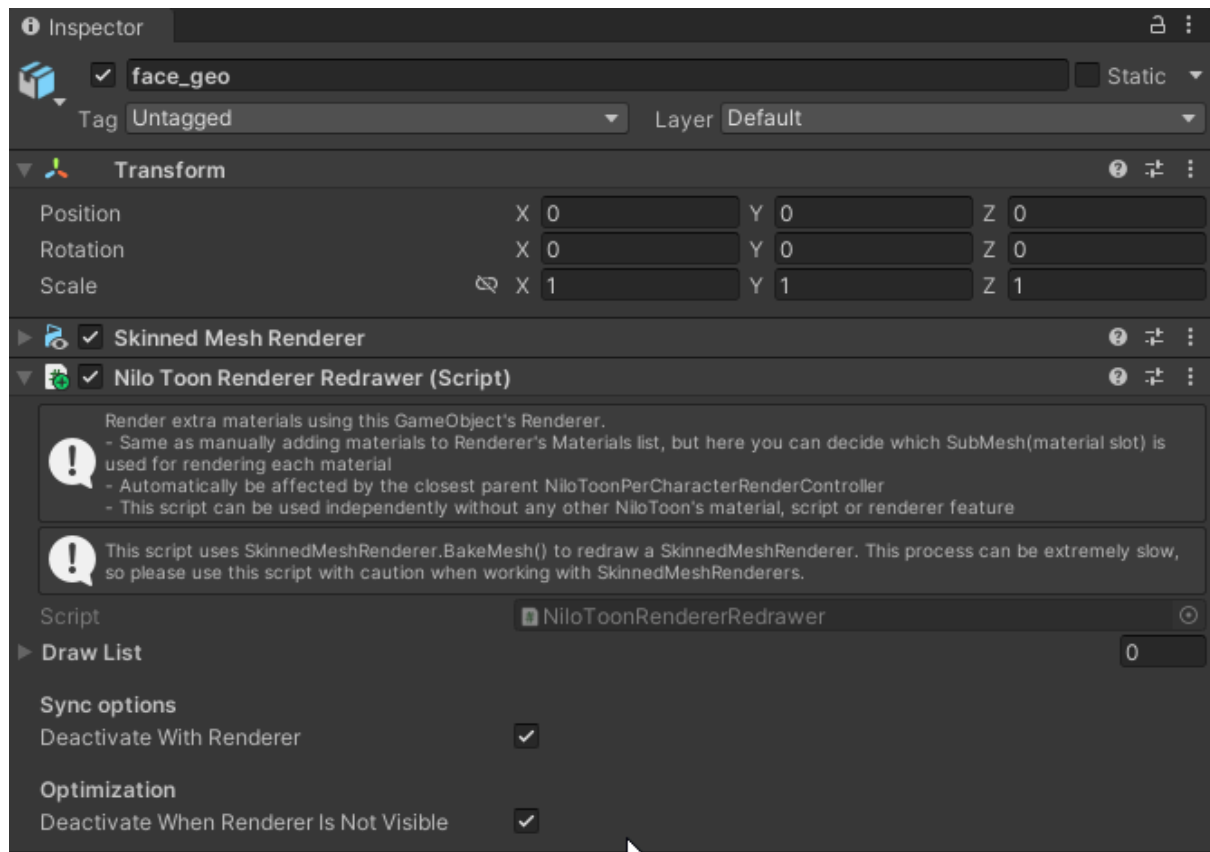 Inspector
face_geo
Static
Tag Untagged Layer Default
Transform
Position X 0 Y 0 Z 0
Rotation X 0 Y 0 Z 0
Scale X 1 Y 1 Z 1
Skinned Mesh Renderer
Nilo Toon Renderer Redrawer (Script)
Render extra materials using this GameObject's Renderer.
- Same as manually adding materials to Renderer's Materials list, but here you can decide which SubMesh(material slot) is
used for rendering each material
- Automatically be affected by the closest parent NiloToonPerCharacterRenderController
- This script can be used independently without any other NiloToon's material, script or renderer feature
This script uses SkinnedMeshRenderer.BakeMesh() to redraw a SkinnedMeshRenderer. This process can be extremely slow,
so please use this script with caution when working with SkinnedMeshRenderers.
Script NiloToonRendererRedrawer
Draw List 0
Sync options
Deactivate With Renderer
Optimization
Deactivate When Renderer Is Not Visible